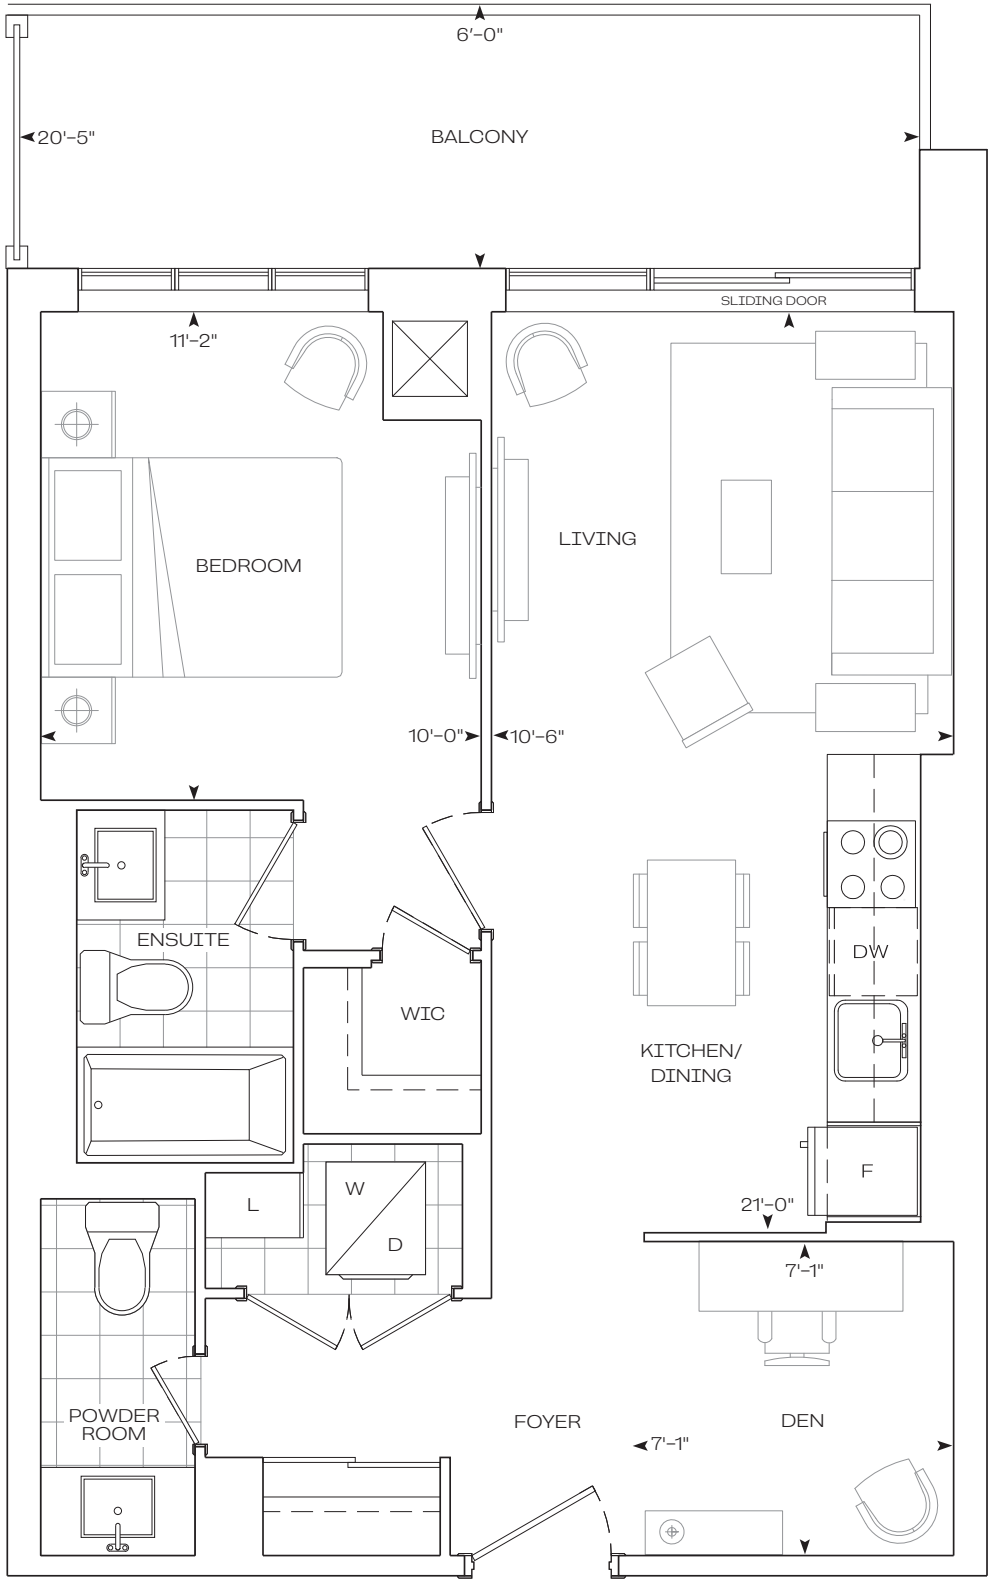 6'-0"
20'-5"
BALCONY
SLIDING DOOR
11'-2"
LIVING
BEDROOM
10'-0"
10'-6"
ENSUITE
DW
WIC
KITCHEN/
DINING
F
W
L
21'-0"
D
7'-1"
POWDER
ROOM
FOYER
DEN
7'-1"